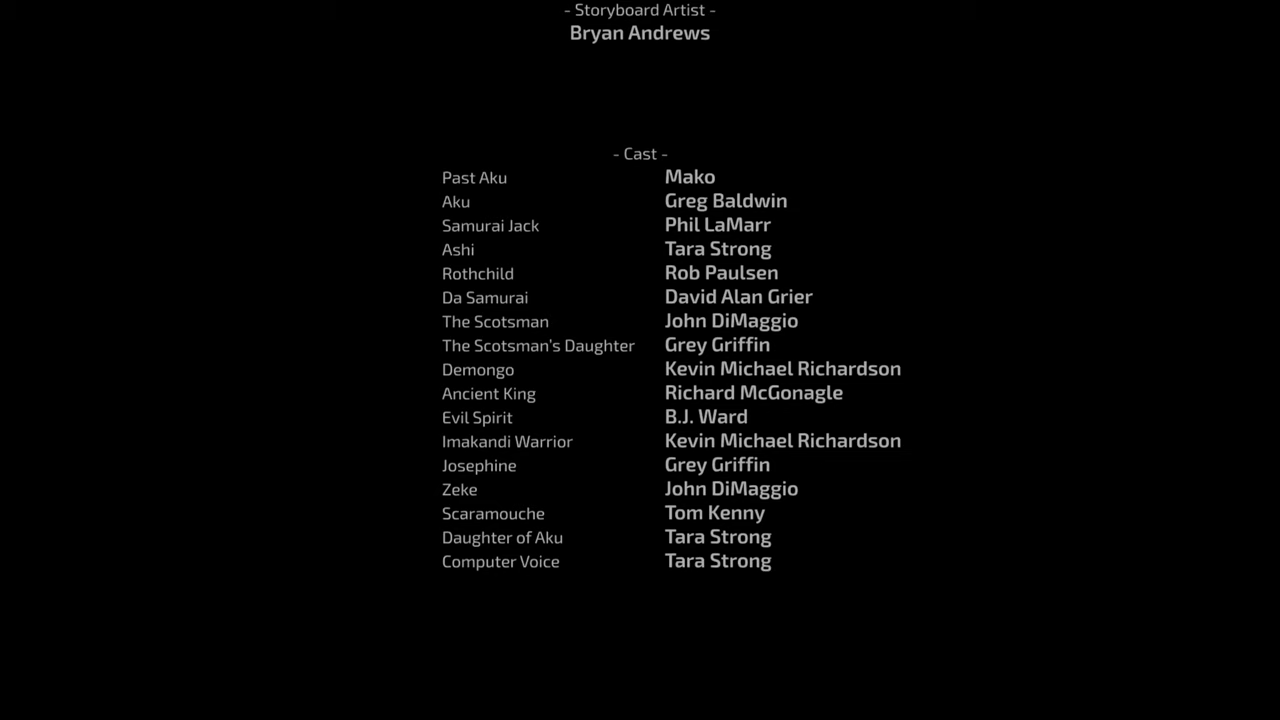 - Storyboard Artist -
Bryan Andrews
- Cast -
Past Aku Mako
Aku Greg Baldwin
Samurai Jack Phil LaMarr
Ashi Tara Strong
Rothchild Rob Paulsen
Da Samurai David Alan Grier
The Scotsman John DiMaggio
The Scotsman's Daughter Grey Griffin
Demongo Kevin Michael Richardson
Ancient King Richard McGonagle
Evil Spirit B.J. Ward
Imakandi Warrior Kevin Michael Richardson
Josephine Grey Griffin
Zeke John DiMaggio
Scaramouche Tom Kenny
Daughter of Aku Tara Strong
Computer Voice Tara Strong